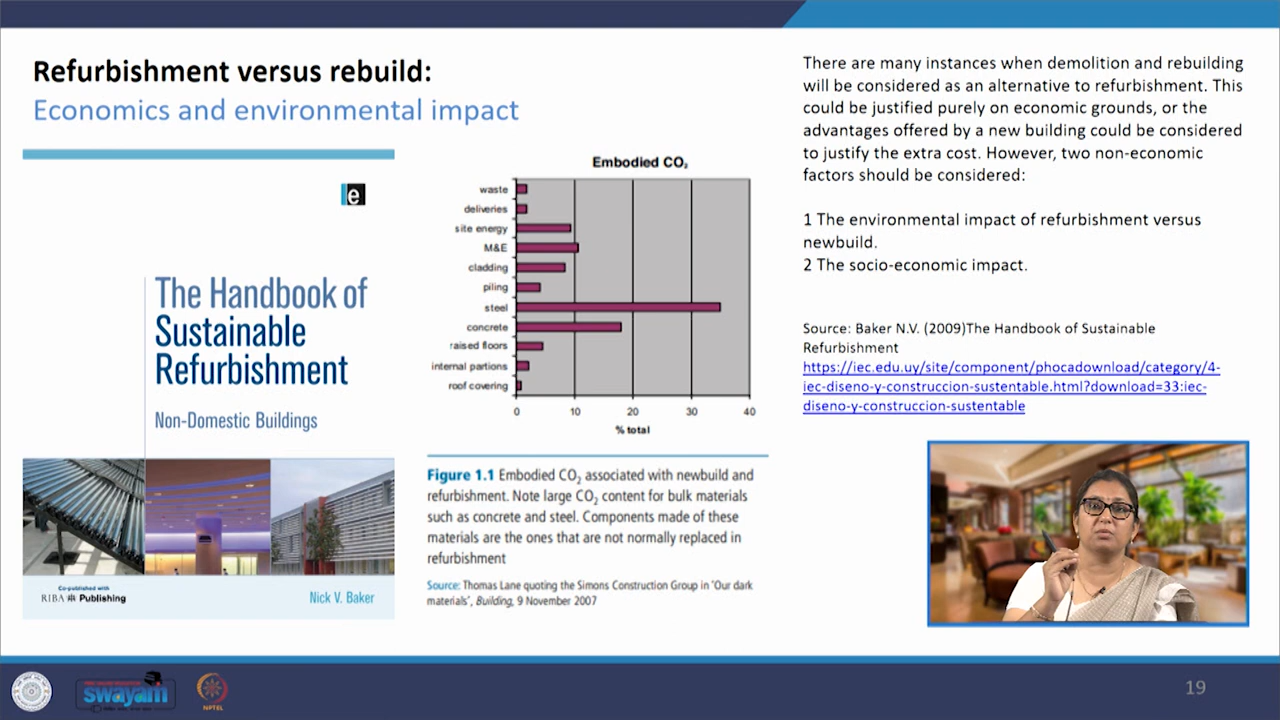 Refurbishment versus rebuild:
Economics and environmental impact
e
The Handbook of
Sustainable
Refurbishment
Non-Domestic Buildings
Co-published with
RIBA Publishing
Nick V. Baker
Embodied CO₂
waste
deliveries
site energy
M&E
cladding
piling
steel
concrete
raised floors
internal partions
roof covering
0 10 20 30 40
% total
Figure 1.1 Embodied CO₂ associated with newbuild and
refurbishment. Note large CO₂ content for bulk materials
such as concrete and steel. Components made of these
materials are the ones that are not normally replaced in
refurbishment
Source: Thomas Lane quoting the Simons Construction Group in 'Our dark
materials', Building, 9 November 2007
There are many instances when demolition and rebuilding
will be considered as an alternative to refurbishment. This
could be justified purely on economic grounds, or the
advantages offered by a new building could be considered
to justify the extra cost. However, two non-economic
factors should be considered:
1 The environmental impact of refurbishment versus
newbuild.
2 The socio-economic impact.
Source: Baker N.V. (2009)The Handbook of Sustainable
Refurbishment
https://iec.edu.uy/site/component/phocadownload/category/4-
iec-diseno-y-construccion-sustentable.html?download=33:iec-
diseno-y-construccion-sustentable
swayam
NPTEL
19